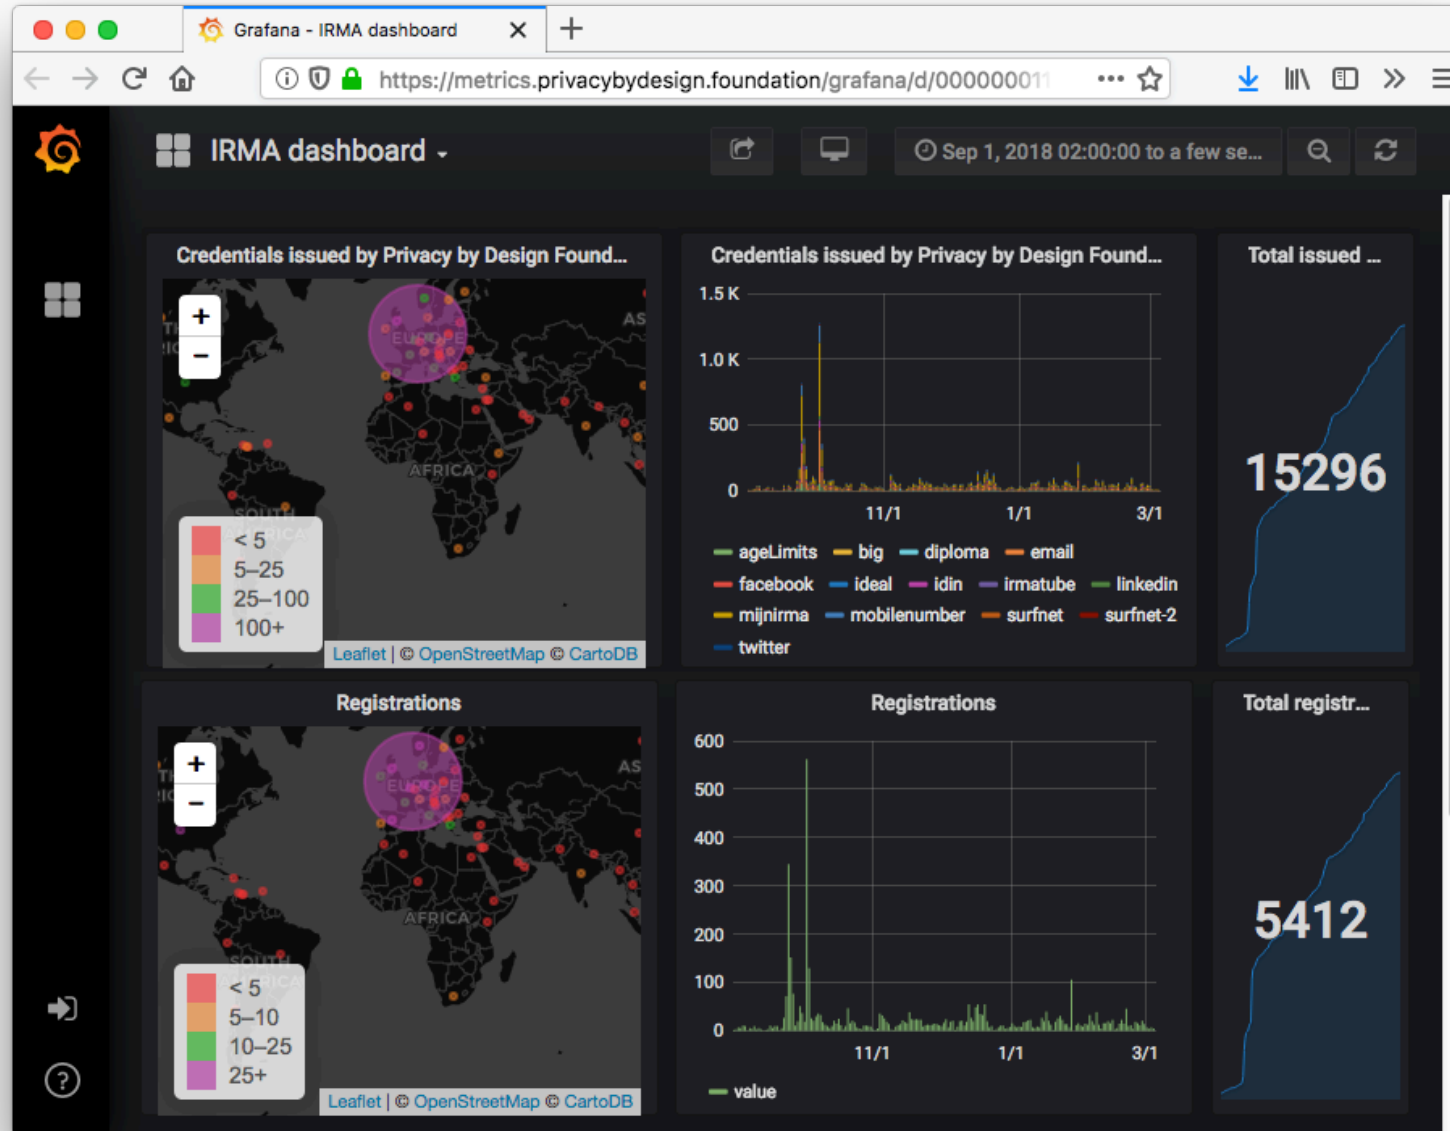 Grafana - IRMA dashboard
https://metrics.privacybydesign.foundation/grafana/d/000000011
IRMA dashboard
Sep 1, 2018 02:00:00 to a few se...
Credentials issued by Privacy by Design Found...
+
−
EUROPE
AS
AFRICA
SOUTH
AMERICA
< 5
5–25
25–100
100+
Leaflet | © OpenStreetMap © CartoDB
Credentials issued by Privacy by Design Found...
1.5 K
1.0 K
500
0
11/1 1/1 3/1
ageLimits big diploma email
facebook ideal idin irmatube linkedin
mijnirma mobilenumber surfnet surfnet-2
twitter
Total issued ...
15296
Registrations
+
−
EUROPE
AS
AFRICA
SOUTH
AMERICA
< 5
5–10
10–25
25+
Leaflet | © OpenStreetMap © CartoDB
Registrations
600
500
400
300
200
100
0
11/1 1/1 3/1
value
Total registr...
5412